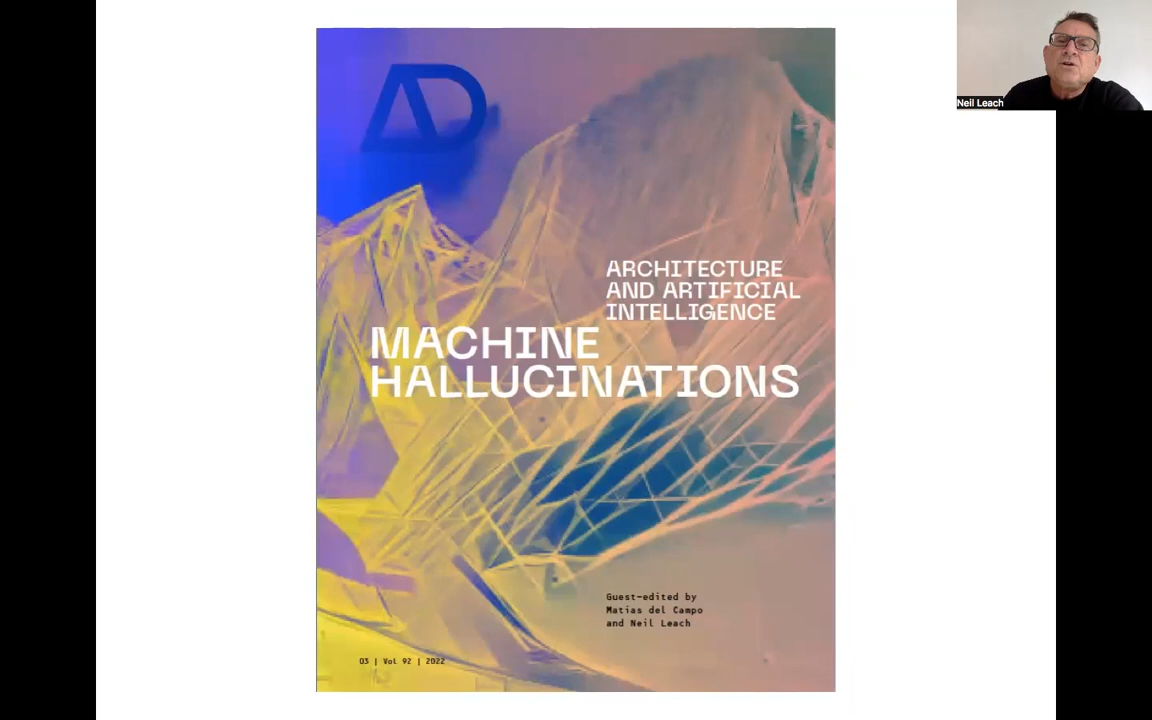 AD
Neil Leach
ARCHITECTURE
AND ARTIFICIAL
INTELLIGENCE
MACHINE
HALLUCINATIONS
Guest-edited by
Matias del Campo
and Neil Leach
03 | Vol 92 | 2022